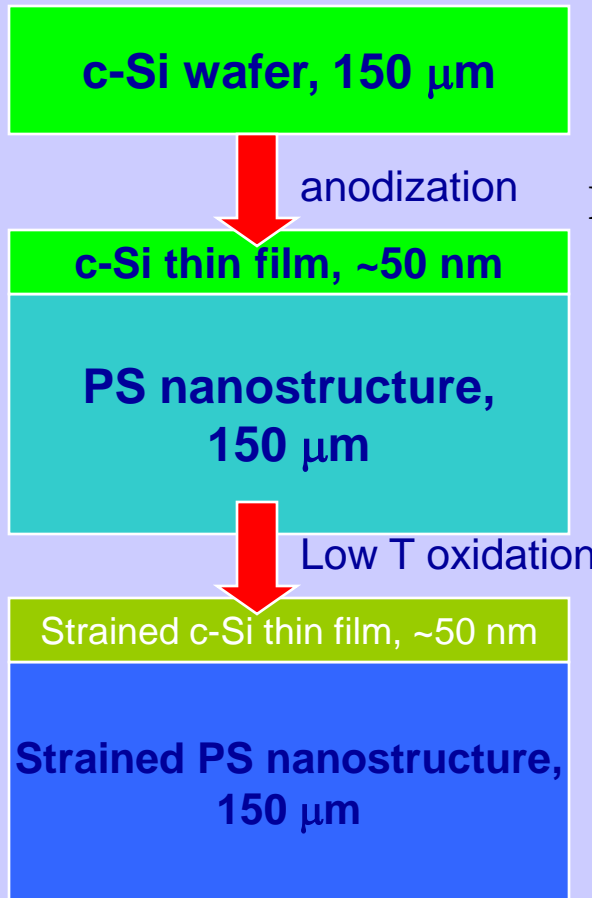 c-Si wafer, 150 μm
anodization
c-Si thin film, ~50 nm
PS nanostructure,
150 μm
Low T oxidation
Strained c-Si thin film, ~50 nm
Strained PS nanostructure,
150 μm